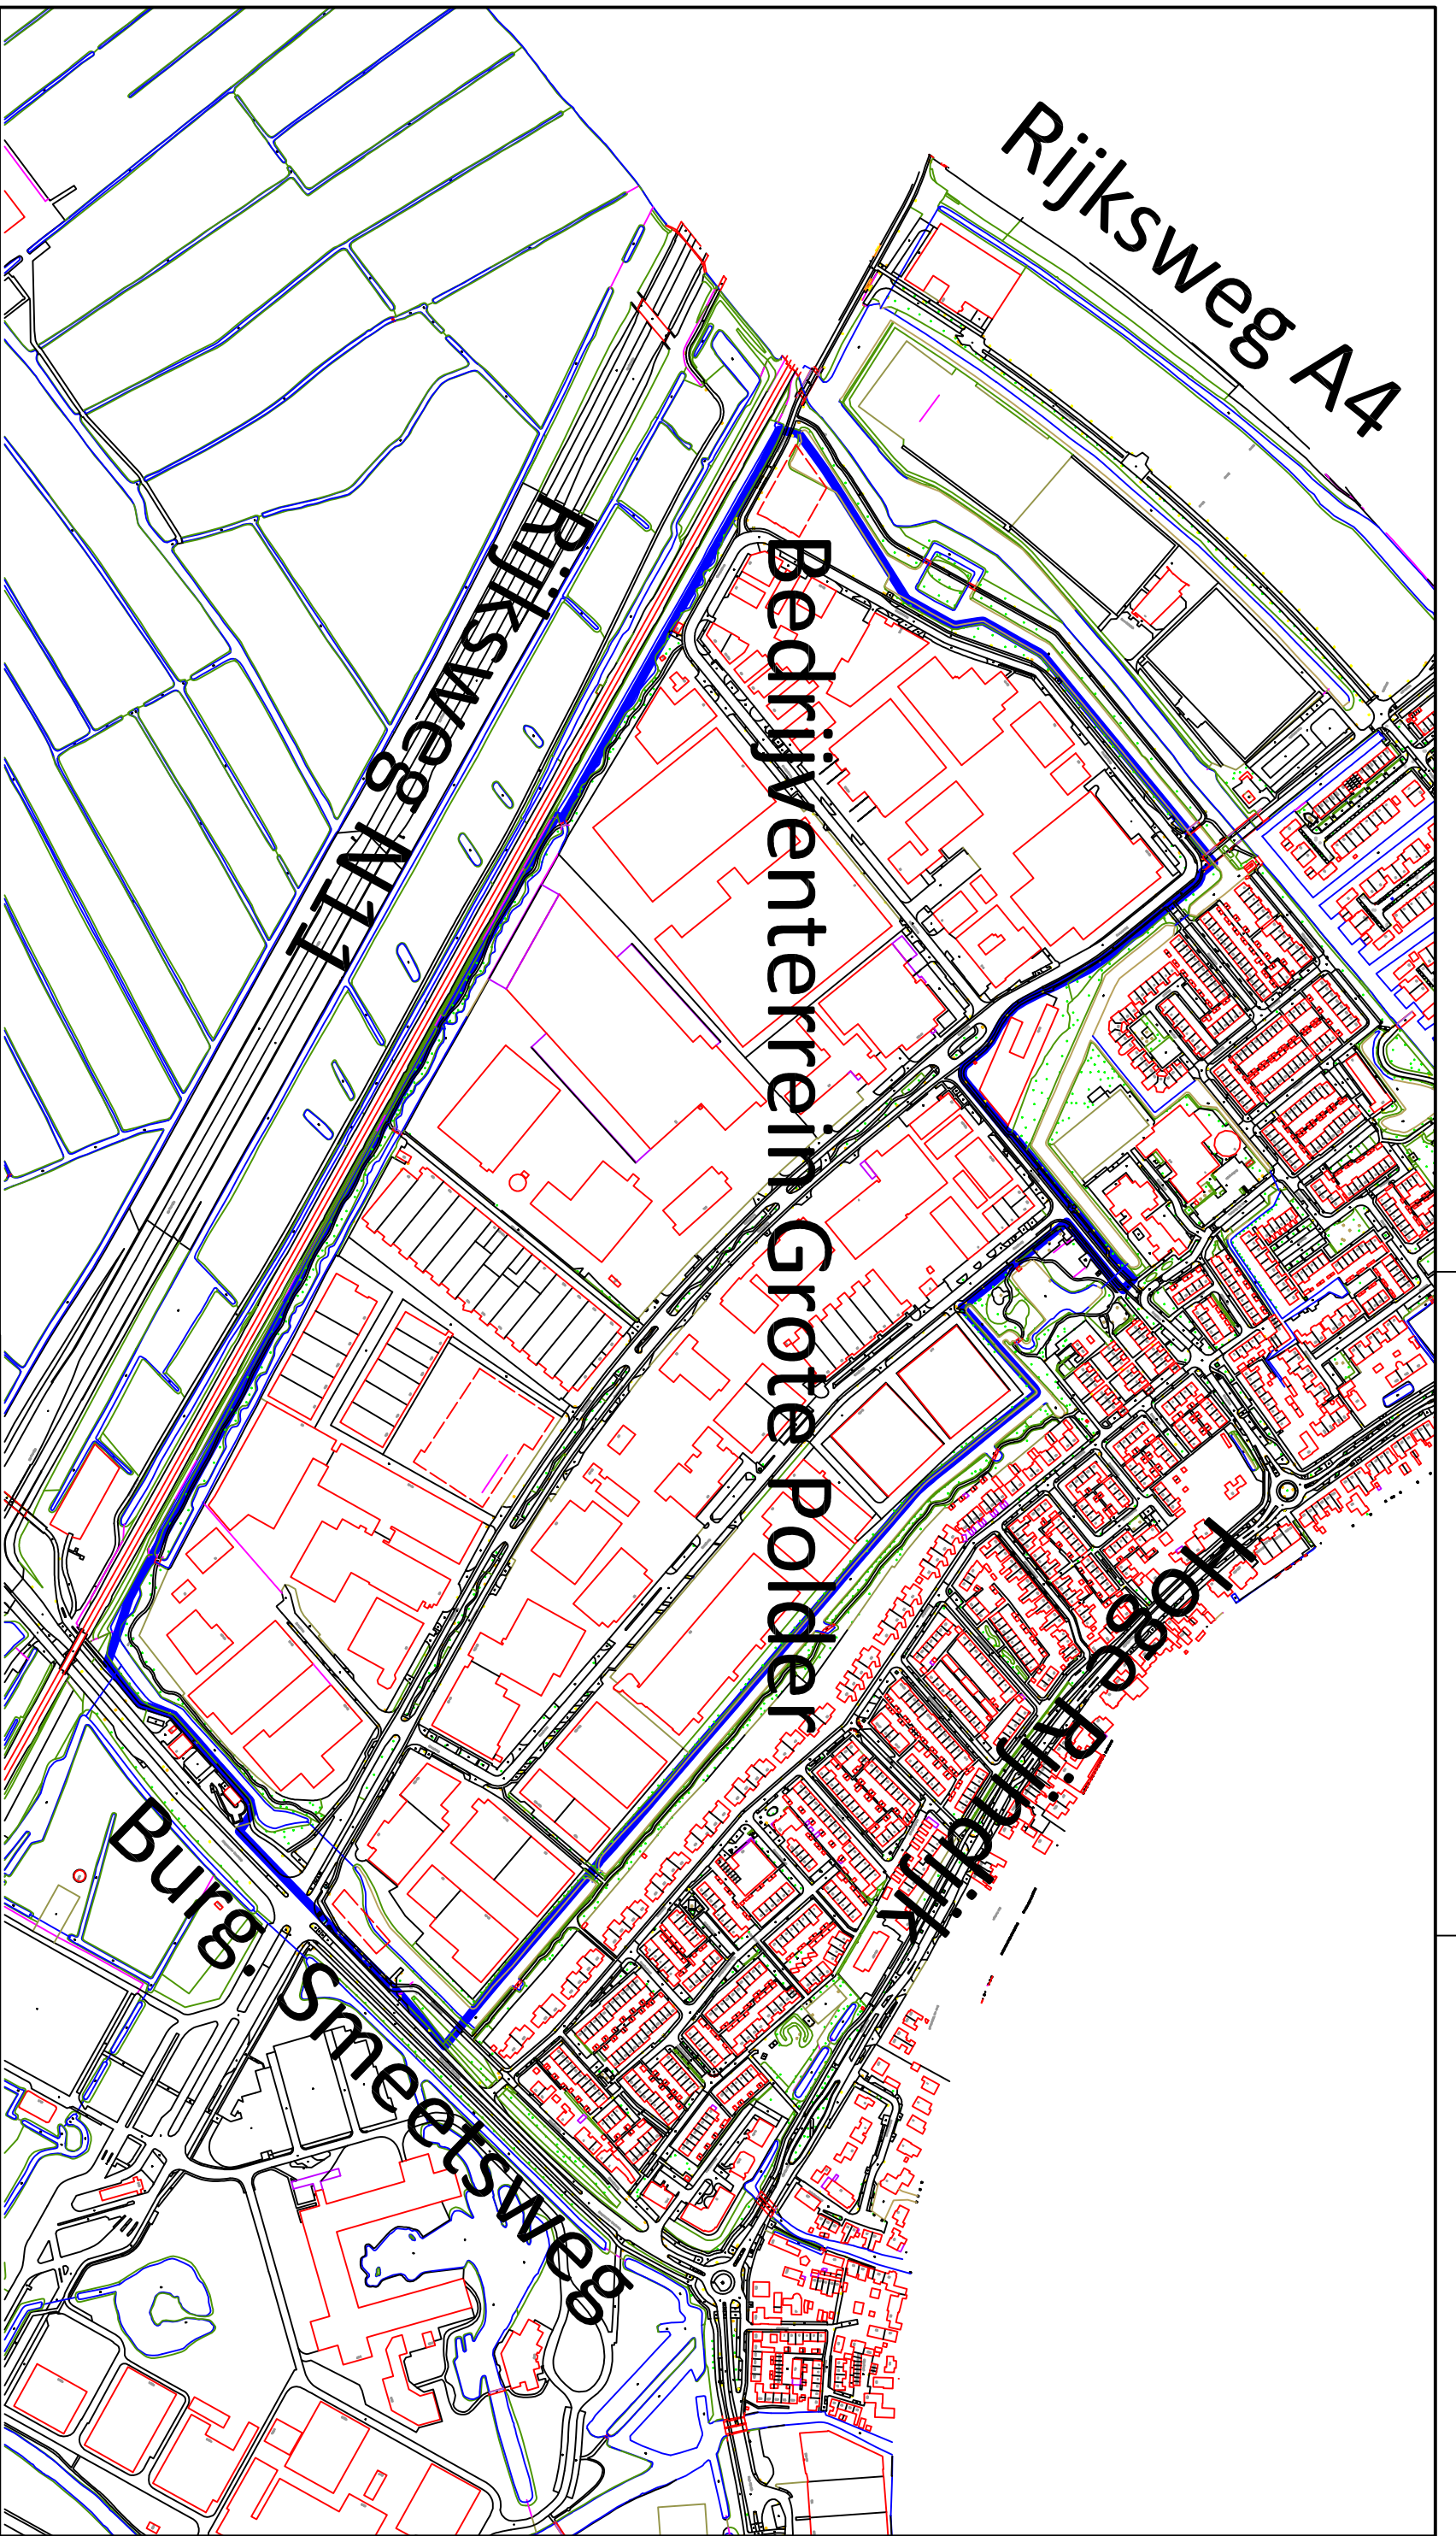 Rijksweg A4
Rijksweg N11
Bedrijventerrein Grote Polder
Hoge Rijndijk
Burg. Smeetsweg